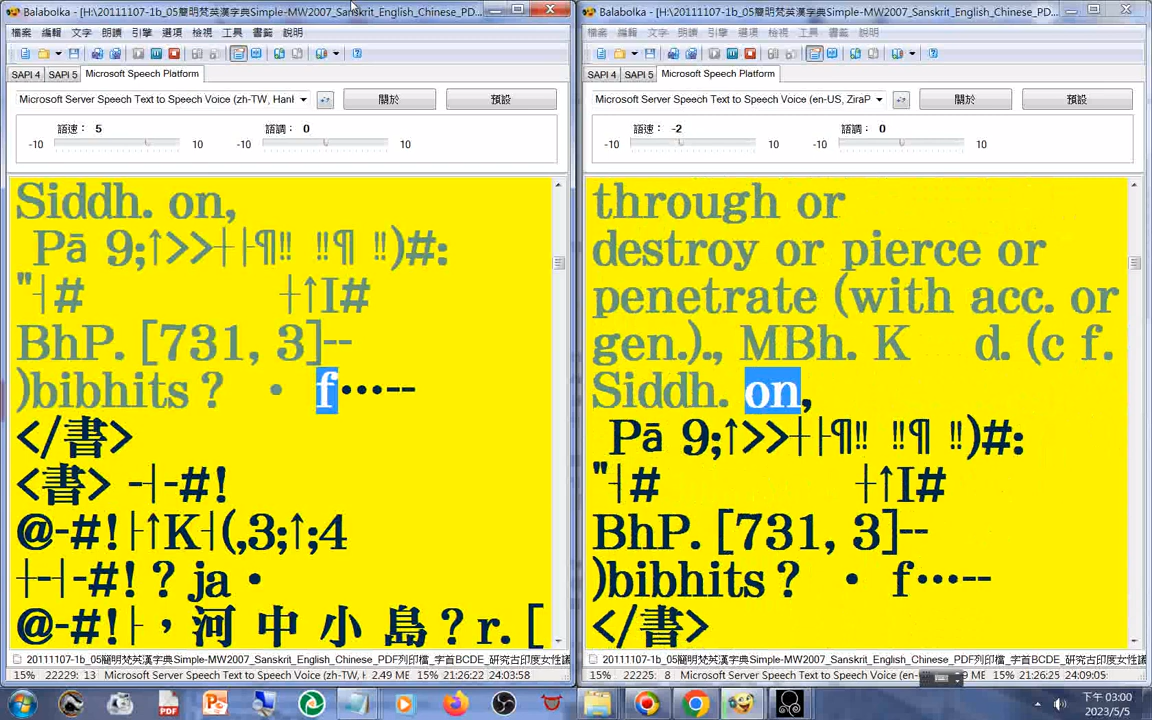 Balabolka - [H:\20111107-1b_05簡明梵英漢字典Simple-MW2007_Sanskrit_English_Chinese_PD...
檔案 編輯 文字 朗讀 引擎 選項 檢視 工具 書籤 說明
SAPI 4 SAPI 5 Microsoft Speech Platform
Microsoft Server Speech Text to Speech Voice (zh-TW, Hanl
關於 預設
語速： 5 語調： 0
-10 10 -10 10
Siddh. on,
Pā 9;↑>>┼├¶‼ ‼¶ ‼)#:
"┤# ┼↑I#
BhP. [731, 3]--
)bibhits ? • f…--
</書>
<書> -┤-#!
@-#!├↑K┤(,3;↑;4
┼-┤-#! ? ja •
@-#!├，河 中 小 島 ? r. [
20111107-1b_05簡明梵英漢字典Simple-MW2007_Sanskrit_English_Chinese_PDF列印檔_字首BCDE_研究古印度女性議
15% 22229: 13 Microsoft Server Speech Text to Speech Voice (zh-TW, 2.49 ME 15% 21:26:22 24:03:58
Balabolka - [H:\20111107-1b_05簡明梵英漢字典Simple-MW2007_Sanskrit_English_Chinese_PD...
檔案 編輯 文字 朗讀 引擎 選項 檢視 工具 書籤 說明
SAPI 4 SAPI 5 Microsoft Speech Platform
Microsoft Server Speech Text to Speech Voice (en-US, ZiraP
關於 預設
語速： -2 語調： 0
-10 10 -10 10
through or
destroy or pierce or
penetrate (with acc. or
gen.)., MBh. K d. (c f.
Siddh. on,
Pā 9;↑>>┼├¶‼ ‼¶ ‼)#:
"┤# ┼↑I#
BhP. [731, 3]--
)bibhits ? • f…--
</書>
20111107-1b_05簡明梵英漢字典Simple-MW2007_Sanskrit_English_Chinese_PDF列印檔_字首BCDE_研究古印度女性議
15% 22225: 8 Microsoft Server Speech Text to Speech Voice (en-US, 15% 21:26:25 24:09:05
下午 03:00
2023/5/5